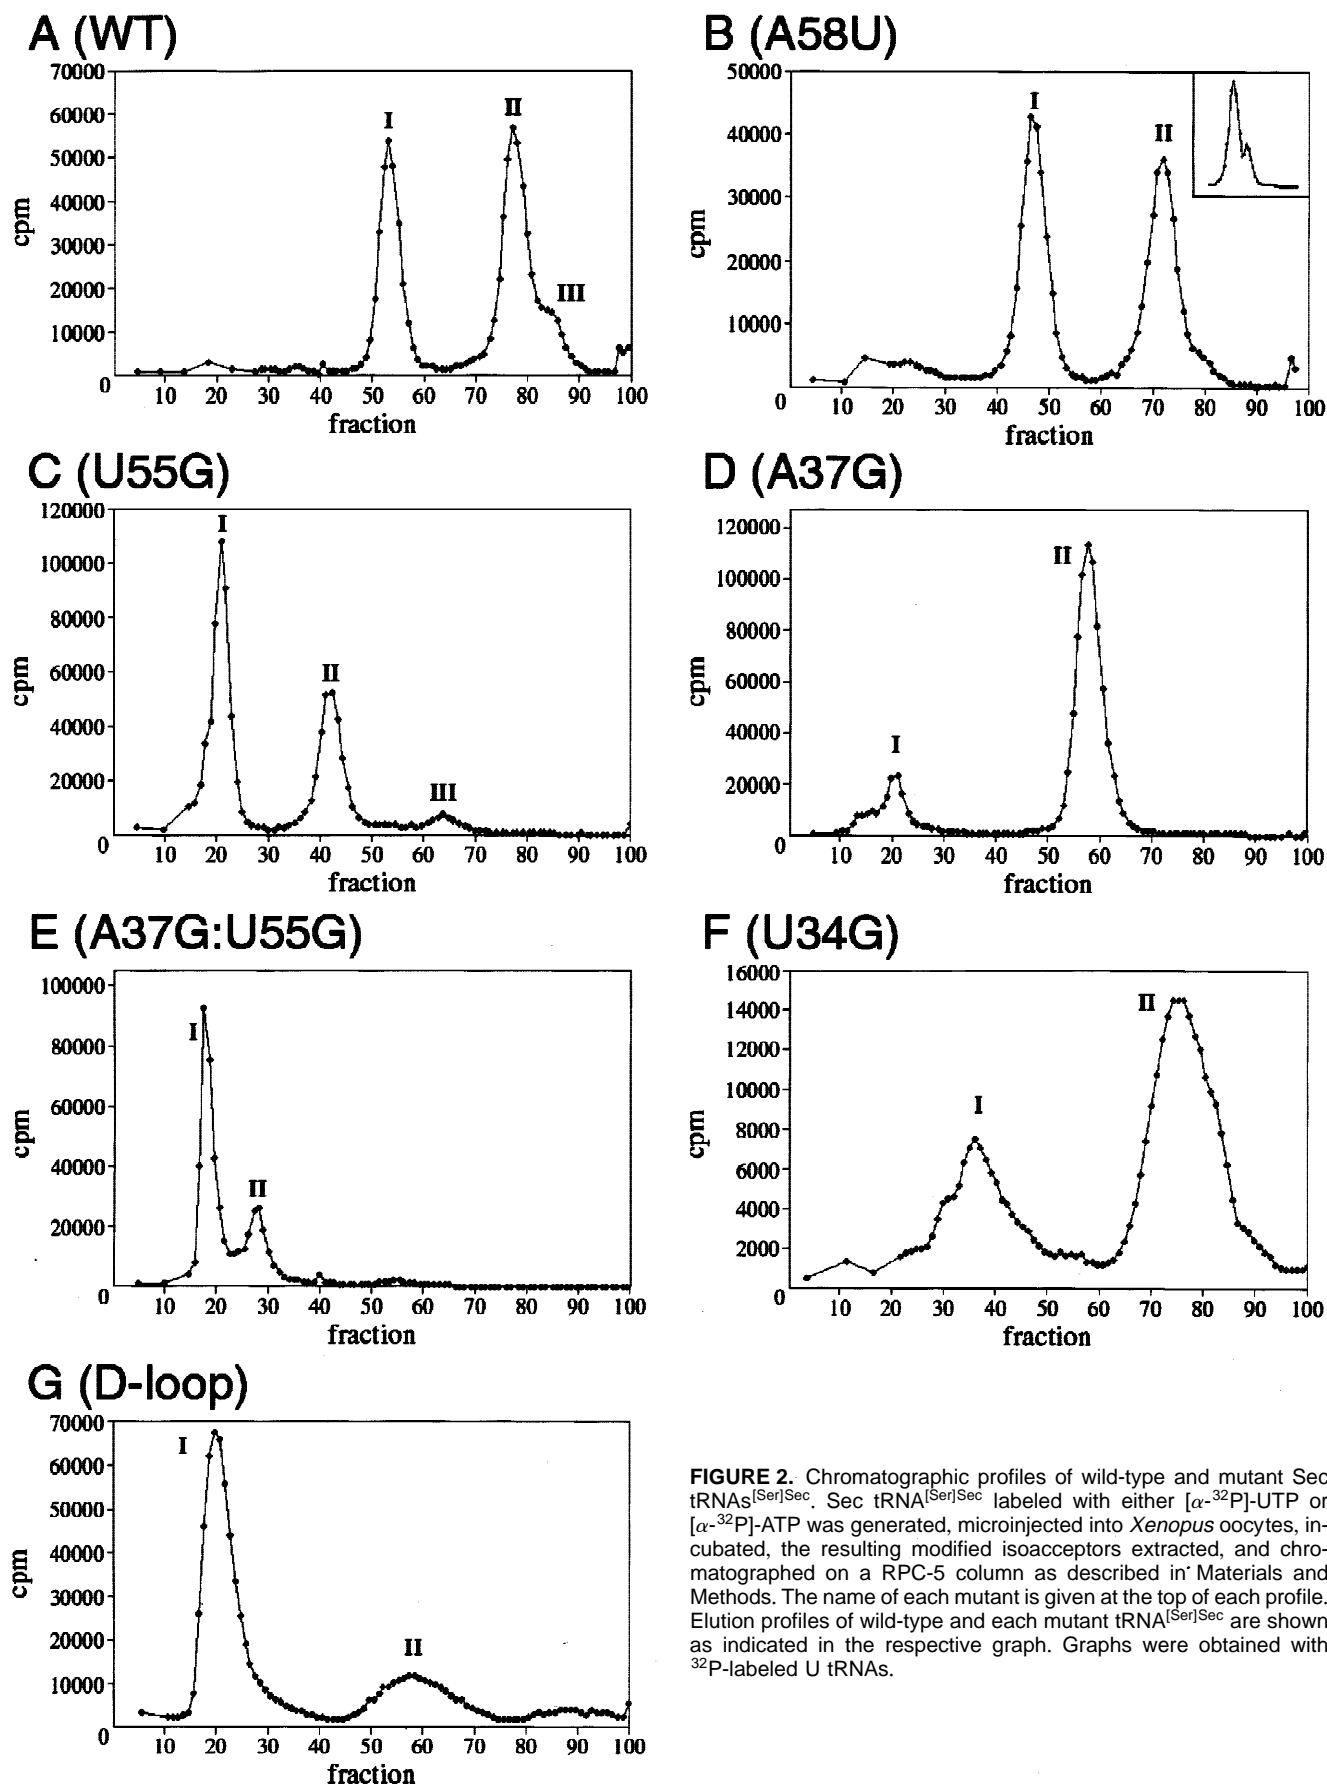 A (WT)
70000
60000
50000
40000
30000
20000
10000
0
cpm
I
II
III
10 20 30 40 50 60 70 80 90 100
fraction
B (A58U)
50000
40000
30000
20000
10000
0
cpm
I
II
10 20 30 40 50 60 70 80 90 100
fraction
C (U55G)
120000
100000
80000
60000
40000
20000
0
cpm
I
II
III
10 20 30 40 50 60 70 80 90 100
fraction
D (A37G)
120000
100000
80000
60000
40000
20000
0
cpm
I
II
10 20 30 40 50 60 70 80 90 100
fraction
E (A37G:U55G)
100000
80000
60000
40000
20000
0
cpm
I
II
10 20 30 40 50 60 70 80 90 100
fraction
F (U34G)
16000
14000
12000
10000
8000
6000
4000
2000
0
cpm
I
II
10 20 30 40 50 60 70 80 90 100
fraction
G (D-loop)
70000
60000
50000
40000
30000
20000
10000
0
cpm
I
II
10 20 30 40 50 60 70 80 90 100
fraction
FIGURE 2. Chromatographic profiles of wild-type and mutant Sec
tRNAs[Ser]Sec. Sec tRNA[Ser]Sec labeled with either [α-32P]-UTP or
[α-32P]-ATP was generated, microinjected into Xenopus oocytes, in-
cubated, the resulting modified isoacceptors extracted, and chro-
matographed on a RPC-5 column as described in Materials and
Methods. The name of each mutant is given at the top of each profile.
Elution profiles of wild-type and each mutant tRNA[Ser]Sec are shown
as indicated in the respective graph. Graphs were obtained with
32P-labeled U tRNAs.